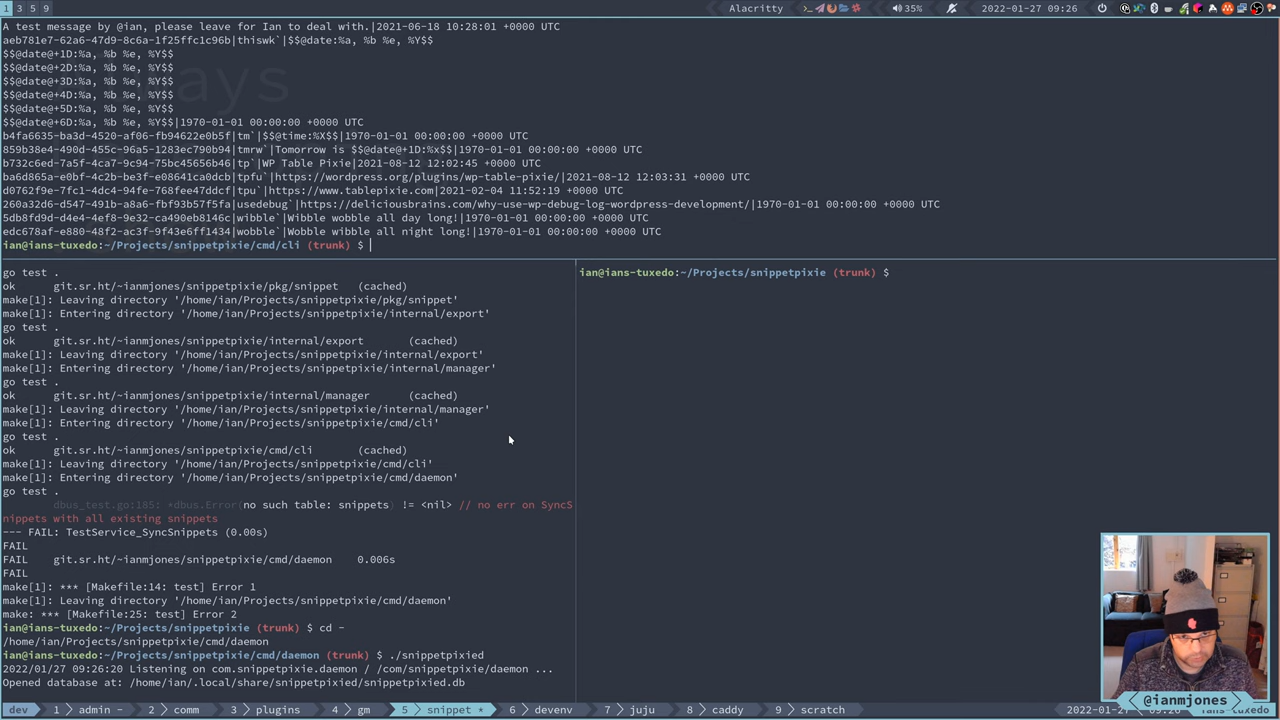 1 3 5 9
Alacritty
35%
2022-01-27 09:26
A test message by @ian, please leave for Ian to deal with.|2021-06-18 10:28:01 +0000 UTC
aeb781e7-62a6-47d9-8c6a-1f25ffc1c96b|thiswk`|$$@date:%a, %b %e, %Y$$
$$@date@+1D:%a, %b %e, %Y$$
$$@date@+2D:%a, %b %e, %Y$$
$$@date@+3D:%a, %b %e, %Y$$
$$@date@+4D:%a, %b %e, %Y$$
$$@date@+5D:%a, %b %e, %Y$$
$$@date@+6D:%a, %b %e, %Y$$|1970-01-01 00:00:00 +0000 UTC
b4fa6635-ba3d-4520-af06-fb94622e0b5f|tm`|$$@time:%X$$|1970-01-01 00:00:00 +0000 UTC
859b38e4-490d-455c-96a5-1283ec790b94|tmrw`|Tomorrow is $$@date@+1D:%x$$|1970-01-01 00:00:00 +0000 UTC
b732c6ed-7a5f-4ca7-9c94-75bc45656b46|tp`|WP Table Pixie|2021-08-12 12:02:45 +0000 UTC
ba6d865a-e0bf-4c2b-be3f-e08641ca0dcb|tpfu`|https://wordpress.org/plugins/wp-table-pixie/|2021-08-12 12:03:31 +0000 UTC
d0762f9e-7fc1-4dc4-94fe-768fee47ddcf|tpu`|https://www.tablepixie.com|2021-02-04 11:52:19 +0000 UTC
260a32d6-d547-491b-a8a6-fbf93b57f5fa|usedebug`|https://deliciousbrains.com/why-use-wp-debug-log-wordpress-development/|1970-01-01 00:00:00 +0000 UTC
5db8fd9d-d4e4-4ef8-9e32-ca490eb8146c|wibble`|Wibble wobble all day long!|1970-01-01 00:00:00 +0000 UTC
edc678af-e880-48f2-ac3f-9f43e6ff1434|wobble`|Wobble wibble all night long!|1970-01-01 00:00:00 +0000 UTC
ian@ians-tuxedo:~/Projects/snippetpixie/cmd/cli (trunk) $
go test .
ok git.sr.ht/~ianmjones/snippetpixie/pkg/snippet (cached)
make[1]: Leaving directory '/home/ian/Projects/snippetpixie/pkg/snippet'
make[1]: Entering directory '/home/ian/Projects/snippetpixie/internal/export'
go test .
ok git.sr.ht/~ianmjones/snippetpixie/internal/export (cached)
make[1]: Leaving directory '/home/ian/Projects/snippetpixie/internal/export'
make[1]: Entering directory '/home/ian/Projects/snippetpixie/internal/manager'
go test .
ok git.sr.ht/~ianmjones/snippetpixie/internal/manager (cached)
make[1]: Leaving directory '/home/ian/Projects/snippetpixie/internal/manager'
make[1]: Entering directory '/home/ian/Projects/snippetpixie/cmd/cli'
go test .
ok git.sr.ht/~ianmjones/snippetpixie/cmd/cli (cached)
make[1]: Leaving directory '/home/ian/Projects/snippetpixie/cmd/cli'
make[1]: Entering directory '/home/ian/Projects/snippetpixie/cmd/daemon'
go test .
dbus_test.go:185: *dbus.Error(no such table: snippets) != <nil> // no err on SyncS
nippets with all existing snippets
--- FAIL: TestService_SyncSnippets (0.00s)
FAIL
FAIL git.sr.ht/~ianmjones/snippetpixie/cmd/daemon 0.006s
FAIL
make[1]: *** [Makefile:14: test] Error 1
make[1]: Leaving directory '/home/ian/Projects/snippetpixie/cmd/daemon'
make: *** [Makefile:25: test] Error 2
ian@ians-tuxedo:~/Projects/snippetpixie (trunk) $ cd -
/home/ian/Projects/snippetpixie/cmd/daemon
ian@ians-tuxedo:~/Projects/snippetpixie/cmd/daemon (trunk) $ ./snippetpixied
2022/01/27 09:26:20 Listening on com.snippetpixie.daemon / /com/snippetpixie/daemon ...
Opened database at: /home/ian/.local/share/snippetpixied/snippetpixied.db
ian@ians-tuxedo:~/Projects/snippetpixie (trunk) $
@ianmjones
dev 1 admin - 2 comm 3 plugins 4 gm 5 snippet * 6 devenv 7 juju 8 caddy 9 scratch